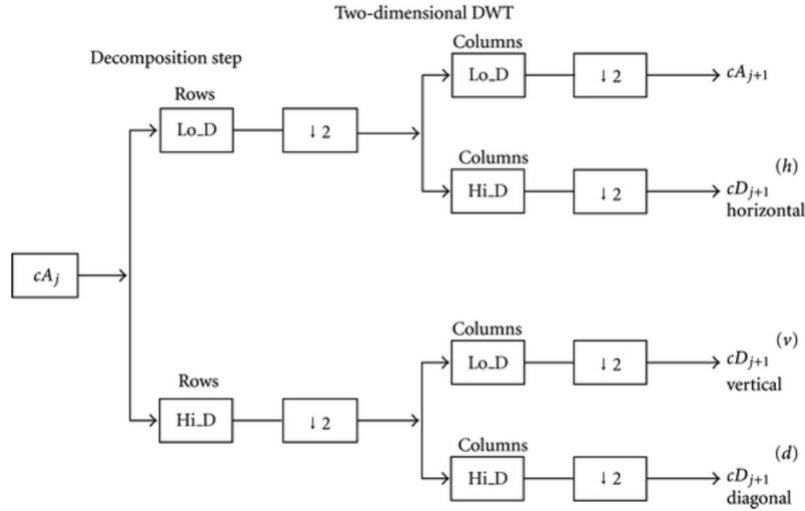 Two-dimensional DWT
Decomposition step
Columns
Lo_D
↓ 2
cA_{j+1}
Rows
Lo_D
↓ 2
Columns
Hi_D
↓ 2
cD_{j+1}^{(h)}
horizontal
cA_j
Columns
Lo_D
↓ 2
cD_{j+1}^{(v)}
vertical
Rows
Hi_D
↓ 2
Columns
Hi_D
↓ 2
cD_{j+1}^{(d)}
diagonal